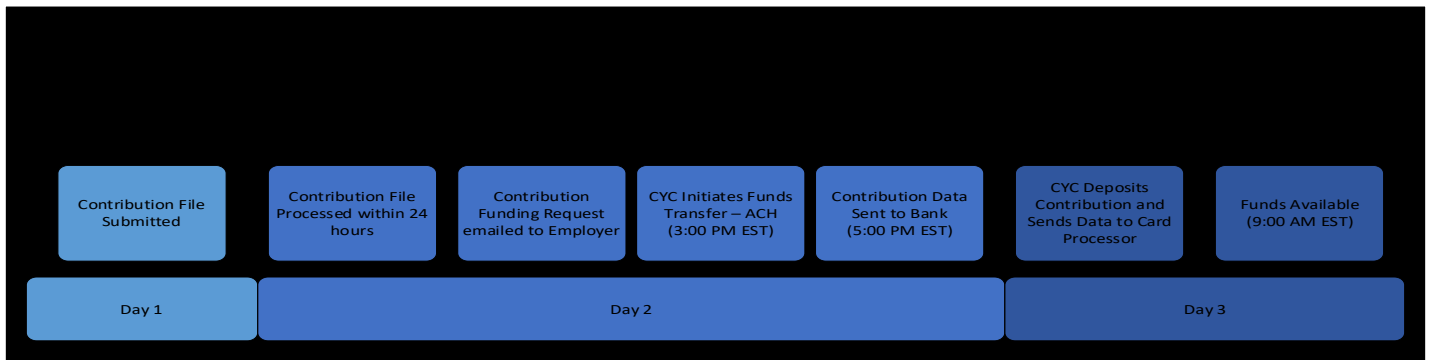 Contribution File
Submitted
Contribution File
Processed within 24
hours
Contribution
Funding Request
emailed to Employer
CYC Initiates Funds
Transfer – ACH
(3:00 PM EST)
Contribution Data
Sent to Bank
(5:00 PM EST)
CYC Deposits
Contribution and
Sends Data to Card
Processor
Funds Available
(9:00 AM EST)
Day 1
Day 2
Day 3